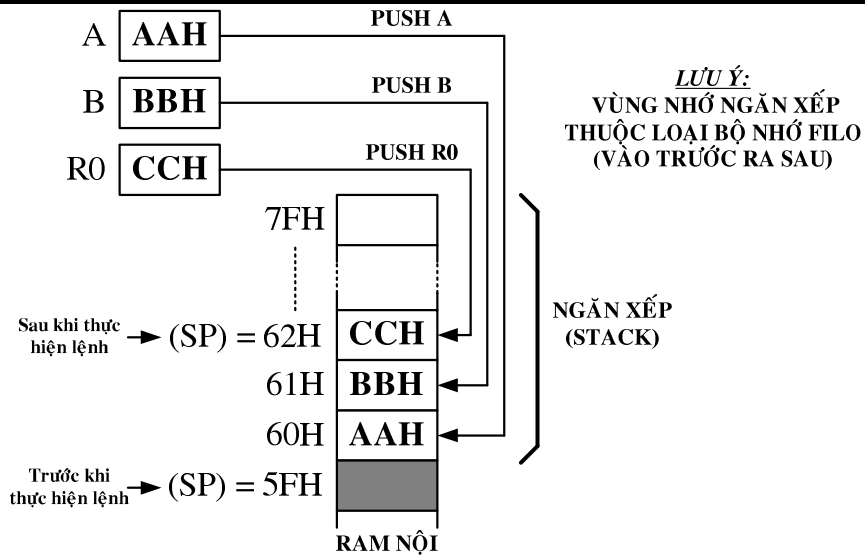 A AAH PUSH A
B BBH PUSH B
R0 CCH PUSH R0
LƯU Ý:
VÙNG NHỚ NGĂN XẾP
THUỘC LOẠI BỘ NHỚ FILO
(VÀO TRƯỚC RA SAU)
7FH
Sau khi thực
hiện lệnh
(SP) = 62H CCH
61H BBH
60H AAH
NGĂN XẾP
(STACK)
Trước khi
thực hiện lệnh
(SP) = 5FH
RAM NỘI